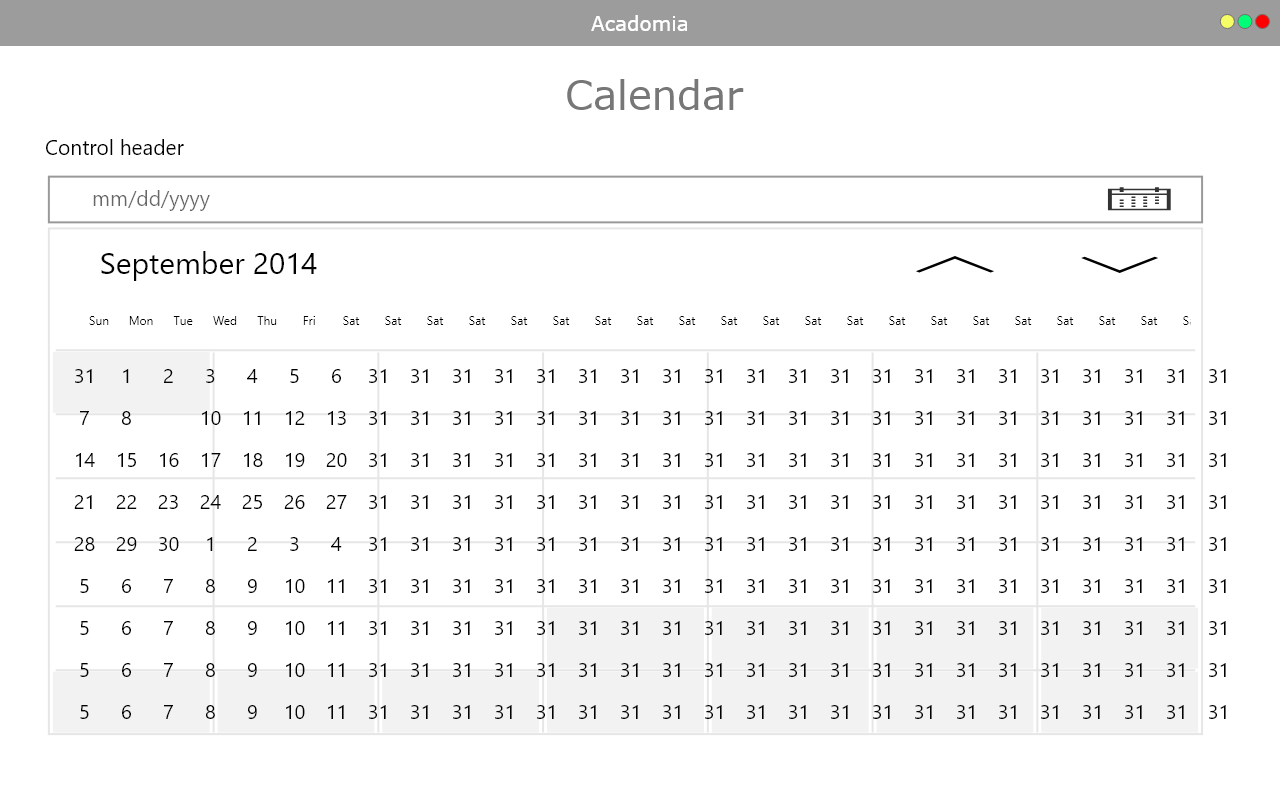 Acadomia
Calendar
Control header
mm/dd/yyyy
September 2014
Sun Mon Tue Wed Thu Fri Sat Sat Sat Sat Sat Sat Sat Sat Sat Sat Sat Sat Sat Sat Sat Sat Sat Sat Sat Sat
31 1 2 3 4 5 6 31 31 31 31 31 31 31 31 31 31 31 31 31 31 31 31 31 31 31 31 31
7 8 10 11 12 13 31 31 31 31 31 31 31 31 31 31 31 31 31 31 31 31 31 31 31 31 31
14 15 16 17 18 19 20 31 31 31 31 31 31 31 31 31 31 31 31 31 31 31 31 31 31 31 31 31
21 22 23 24 25 26 27 31 31 31 31 31 31 31 31 31 31 31 31 31 31 31 31 31 31 31 31 31
28 29 30 1 2 3 4 31 31 31 31 31 31 31 31 31 31 31 31 31 31 31 31 31 31 31 31 31
5 6 7 8 9 10 11 31 31 31 31 31 31 31 31 31 31 31 31 31 31 31 31 31 31 31 31 31
5 6 7 8 9 10 11 31 31 31 31 31 31 31 31 31 31 31 31 31 31 31 31 31 31 31 31 31
5 6 7 8 9 10 11 31 31 31 31 31 31 31 31 31 31 31 31 31 31 31 31 31 31 31 31 31
5 6 7 8 9 10 11 31 31 31 31 31 31 31 31 31 31 31 31 31 31 31 31 31 31 31 31 31